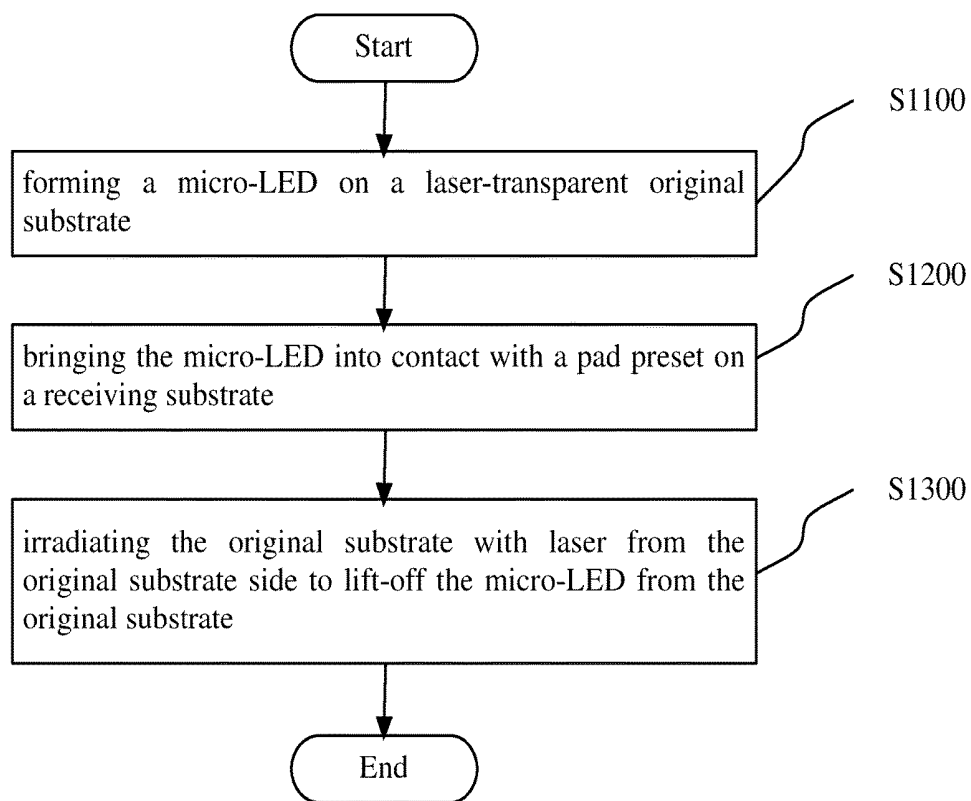 Start
S1100
forming a micro-LED on a laser-transparent original
substrate
S1200
bringing the micro-LED into contact with a pad preset on
a receiving substrate
S1300
irradiating the original substrate with laser from the
original substrate side to lift-off the micro-LED from the
original substrate
End